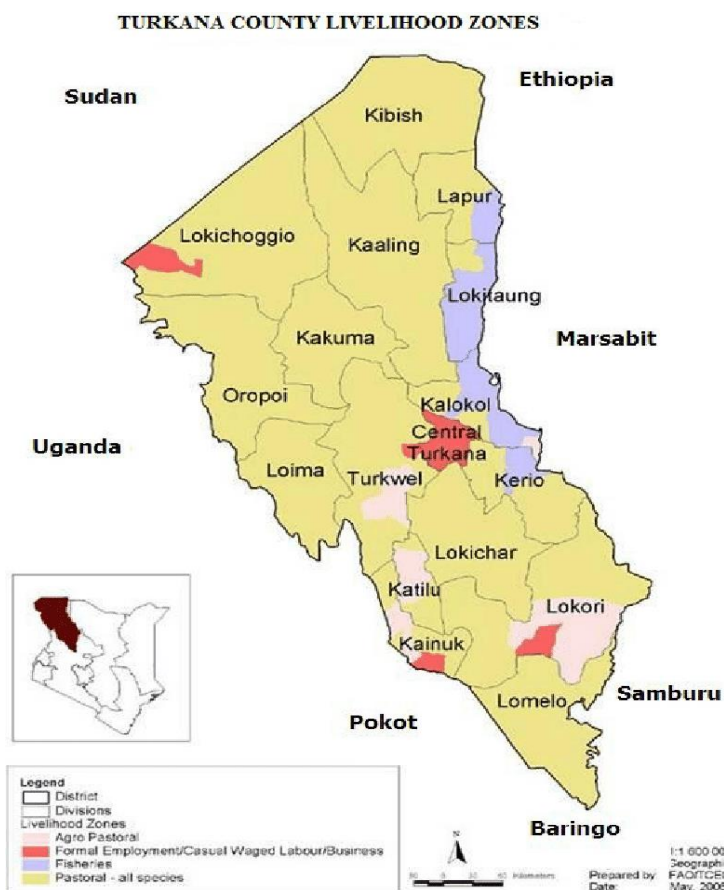 TURKANA COUNTY LIVELIHOOD ZONES
Sudan
Ethiopia
Kibish
Lapur
Lokichoggio
Kaaling
Lokitaung
Marsabit
Kakuma
Oropoi
Kalokol
Central
Turkana
Uganda
Loima
Turkwel
Kerio
Lokichar
Katilu
Lokori
Kainuk
Samburu
Lomelo
Pokot
Baringo
Legend
District
Divisions
Livelihood Zones
Agro Pastoral
Formal Employment/Casual Waged Labour/Business
Fisheries
Pastoral - all species
N
Kilometers
Prepared by
Date: